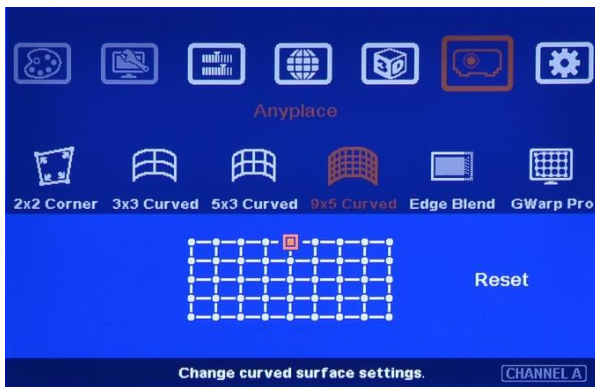 3D
Anyplace
2x2 Corner 3x3 Curved 5x3 Curved 9x5 Curved Edge Blend GWarp Pro
Reset
Change curved surface settings. CHANNEL A